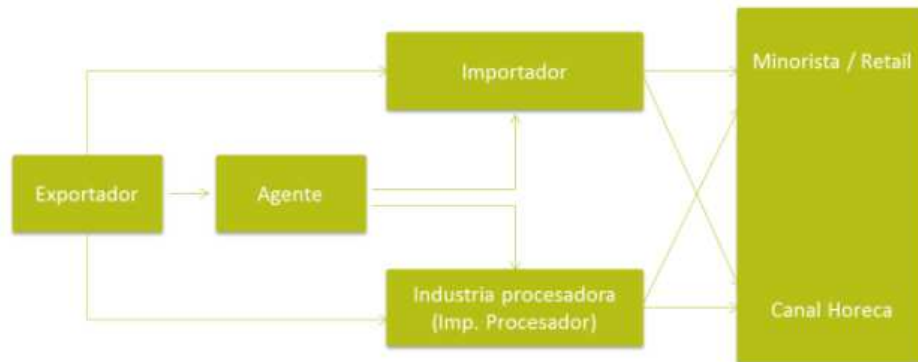 Importador
Minorista / Retail
Exportador
Agente
Industria procesadora
(Imp. Procesador)
Canal Horeca